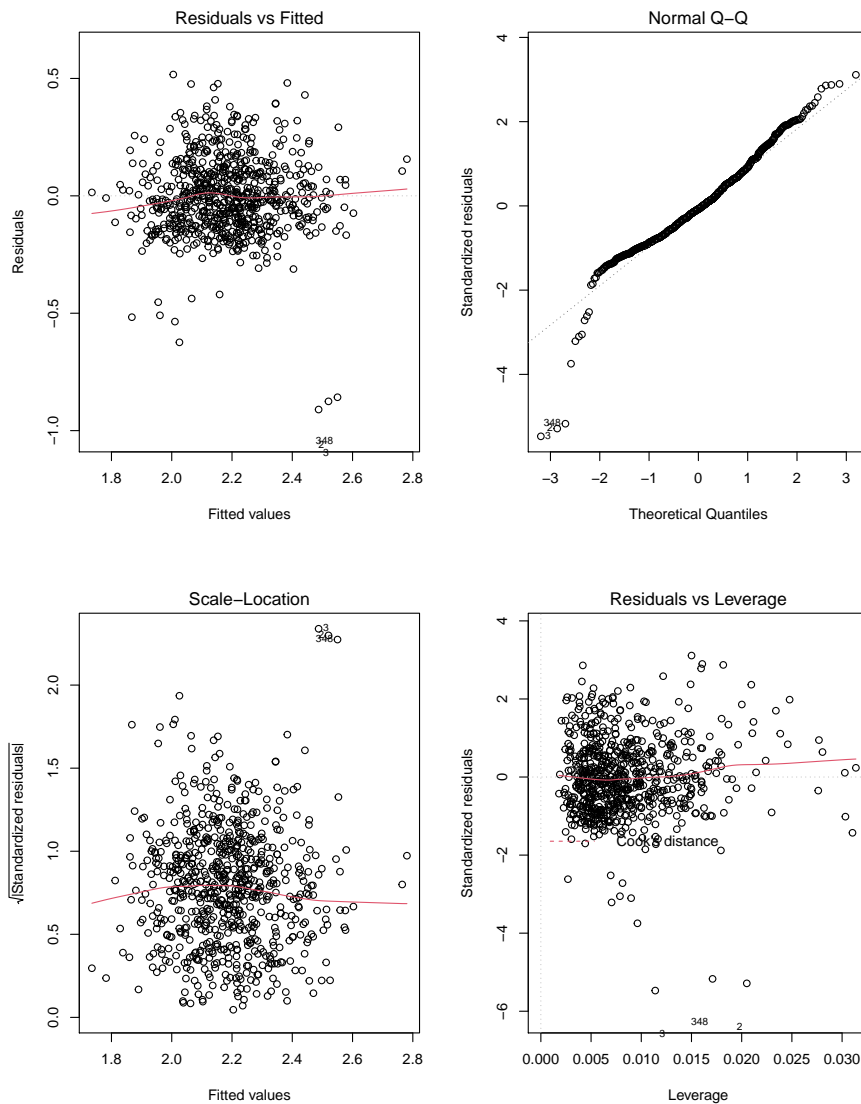 Residuals vs Fitted
Residuals
0.5
0.0
−0.5
−1.0
348
2
3
1.8 2.0 2.2 2.4 2.6 2.8
Fitted values
Normal Q−Q
Standardized residuals
4
2
0
−2
−4
348
2
3
−3 −2 −1 0 1 2 3
Theoretical Quantiles
Scale−Location
√|Standardized residuals|
2.0
1.5
1.0
0.5
0.0
3
2
348
1.8 2.0 2.2 2.4 2.6 2.8
Fitted values
Residuals vs Leverage
Standardized residuals
4
2
0
−2
−4
−6
Cook's distance
348
2
3
0.000 0.005 0.010 0.015 0.020 0.025 0.030
Leverage